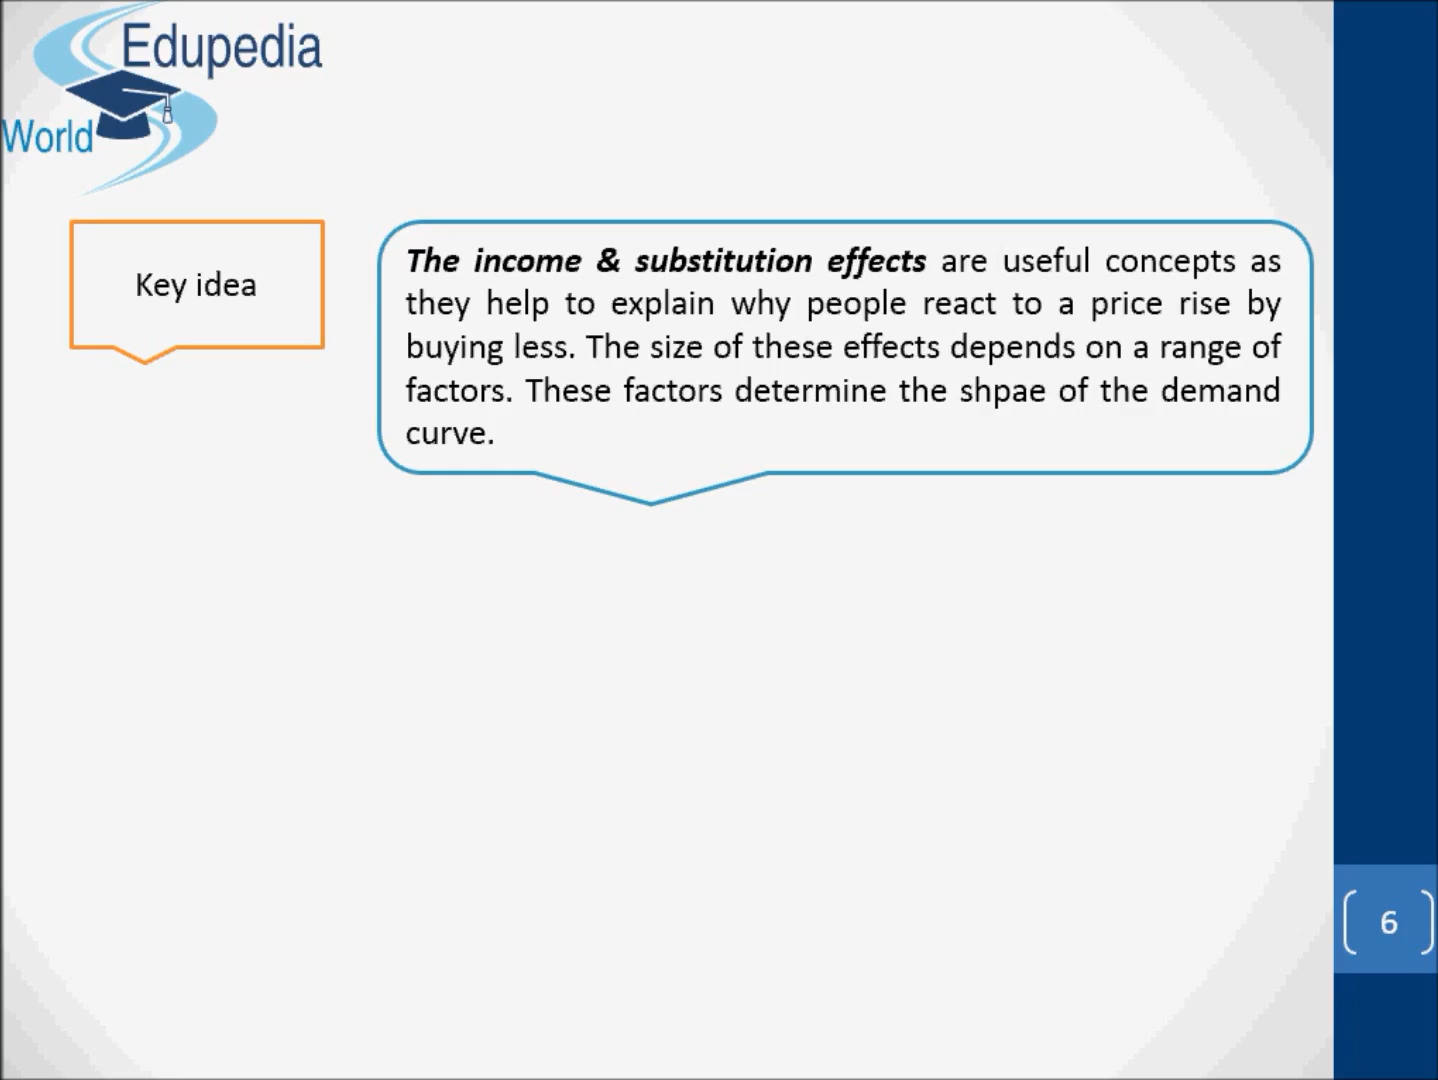 Edupedia
World
Key idea
The income & substitution effects are useful concepts as
they help to explain why people react to a price rise by
buying less. The size of these effects depends on a range of
factors. These factors determine the shpae of the demand
curve.
6